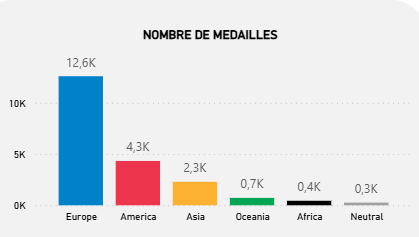 NOMBRE DE MEDAILLES
12,6K
4,3K
2,3K
0,7K
0,4K
0,3K
10K
5K
0K
Europe America Asia Oceania Africa Neutral